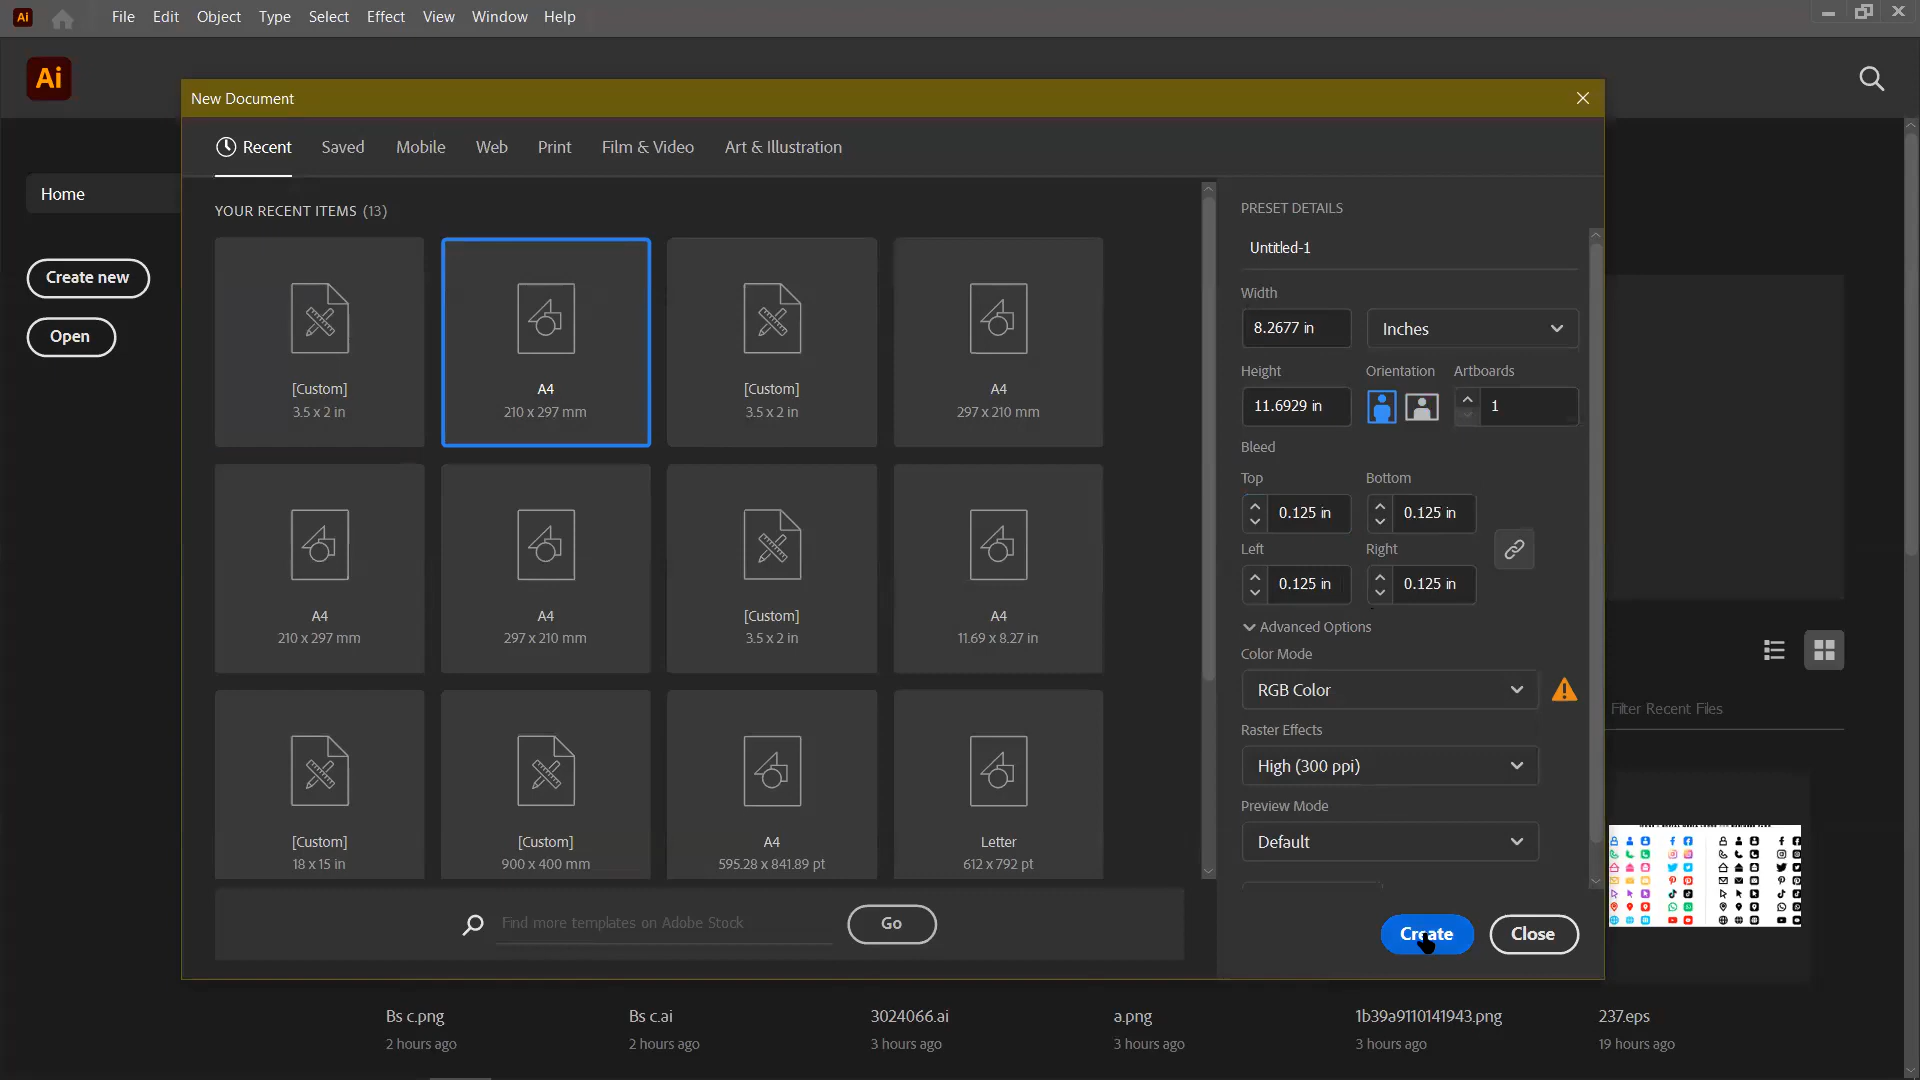 Ai
File Edit Object Type Select Effect View Window Help
Ai
New Document
Recent Saved Mobile Web Print Film & Video Art & Illustration
Home
Create new
Open
YOUR RECENT ITEMS (13)
[Custom]
3.5 x 2 in
A4
210 x 297 mm
[Custom]
3.5 x 2 in
A4
297 x 210 mm
A4
210 x 297 mm
A4
297 x 210 mm
[Custom]
3.5 x 2 in
A4
11.69 x 8.27 in
[Custom]
18 x 15 in
[Custom]
900 x 400 mm
A4
595.28 x 841.89 pt
Letter
612 x 792 pt
Find more templates on Adobe Stock
Go
PRESET DETAILS
Untitled-1
Width
8.2677 in
Inches
Height Orientation Artboards
11.6929 in
1
Bleed
Top Bottom
0.125 in 0.125 in
Left Right
0.125 in 0.125 in
Advanced Options
Color Mode
RGB Color
Raster Effects
High (300 ppi)
Preview Mode
Default
Create Close
Filter Recent Files
Bs c.png
2 hours ago
Bs c.ai
2 hours ago
3024066.ai
3 hours ago
a.png
3 hours ago
1b39a9110141943.png
3 hours ago
237.eps
19 hours ago